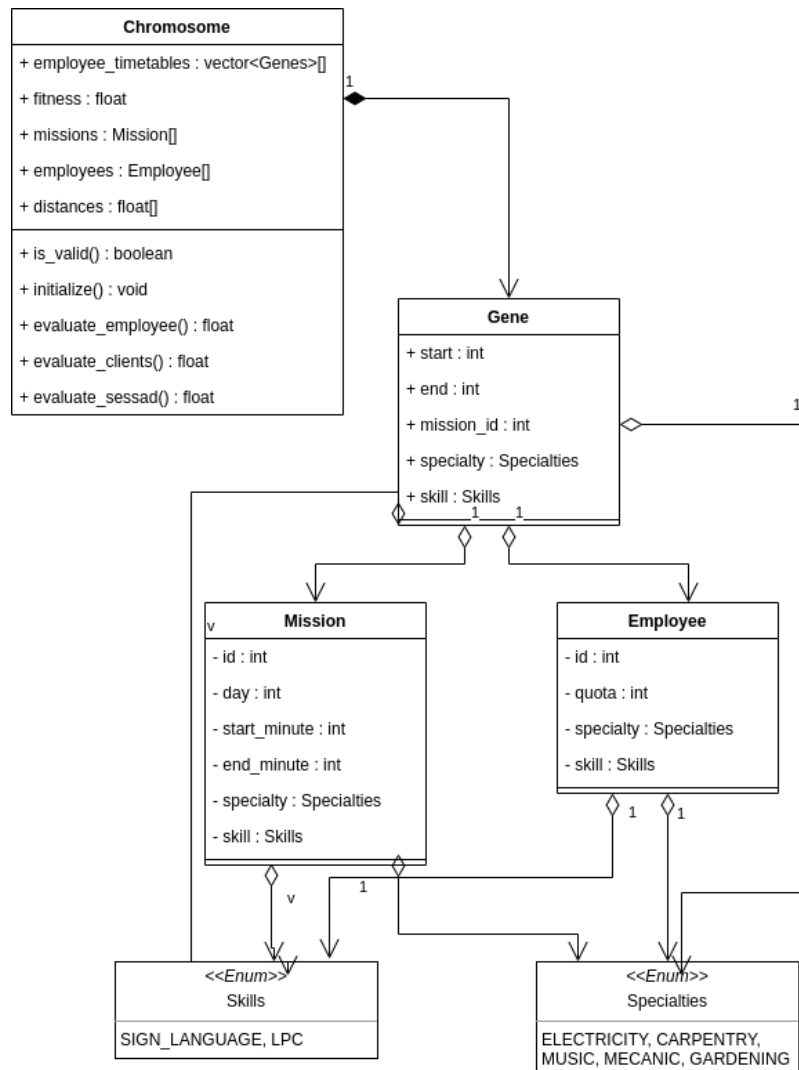 Chromosome
+ employee_timetables : vector<Genes>[]
+ fitness : float
+ missions : Mission[]
+ employees : Employee[]
+ distances : float[]
+ is_valid() : boolean
+ initialize() : void
+ evaluate_employee() : float
+ evaluate_clients() : float
+ evaluate_sessad() : float
1
Gene
+ start : int
+ end : int
+ mission_id : int
+ specialty : Specialties
+ skill : Skills
1
1
1
Mission
v
- id : int
- day : int
- start_minute : int
- end_minute : int
- specialty : Specialties
- skill : Skills
Employee
- id : int
- quota : int
- specialty : Specialties
- skill : Skills
1
1
1
v
<<Enum>>
Skills
SIGN_LANGUAGE, LPC
<<Enum>>
Specialties
ELECTRICITY, CARPENTRY,
MUSIC, MECANIC, GARDENING